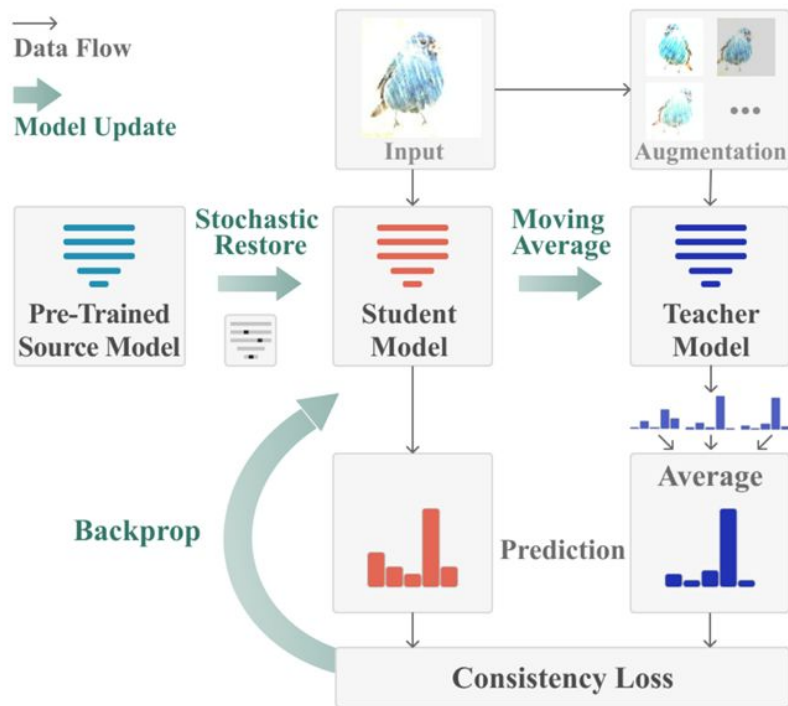 Data Flow
Model Update
Input
Augmentation
Stochastic
Restore
Moving
Average
Pre-Trained
Source Model
Student
Model
Teacher
Model
Backprop
Prediction
Average
Consistency Loss